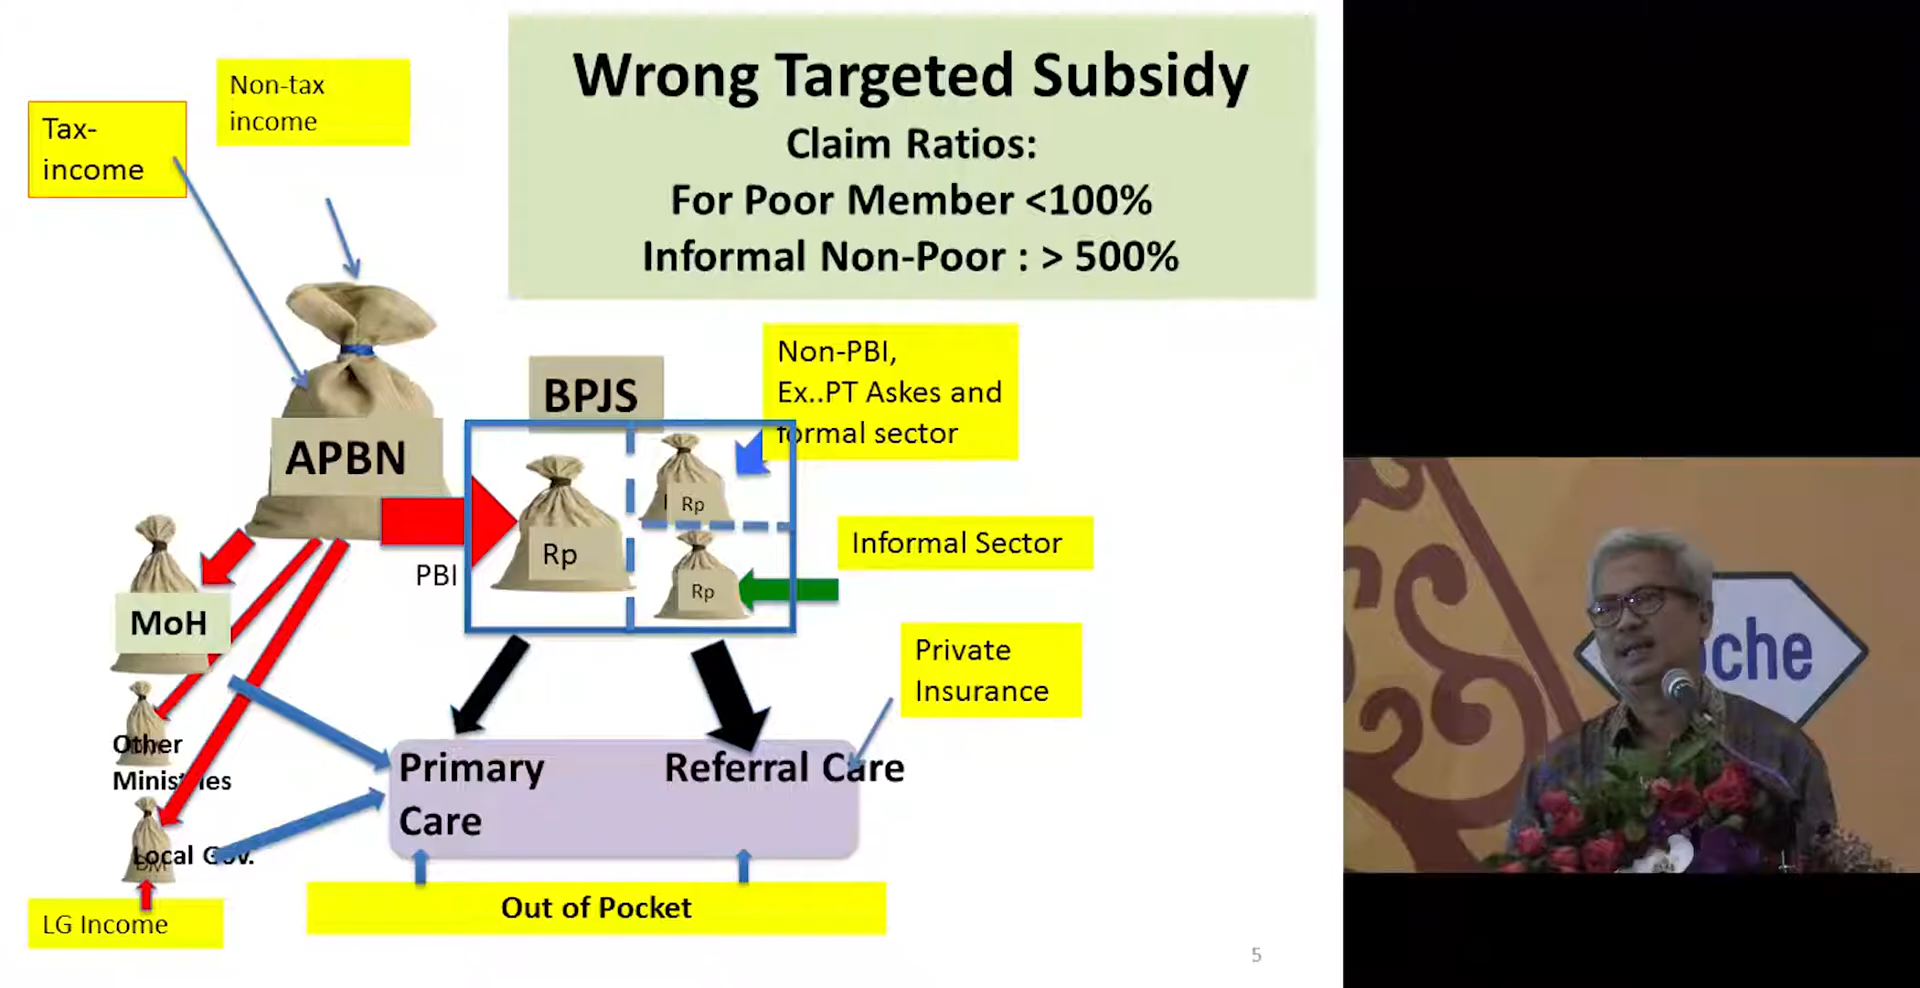 Wrong Targeted Subsidy
Claim Ratios:
For Poor Member <100%
Informal Non-Poor : > 500%
Non-tax
income
Tax-
income
Non-PBI,
Ex..PT Askes and
formal sector
BPJS
APBN
Rp
Rp
Rp
PBI
Informal Sector
MoH
Private
Insurance
Other
Ministries
Primary
Care
Referral Care
Local Gov.
LG Income
Out of Pocket
5
che